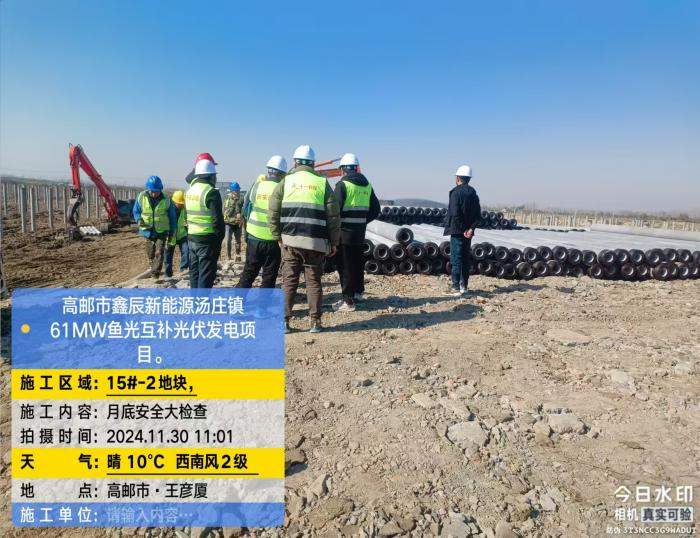 高邮市鑫辰新能源汤庄镇
61MW鱼光互补光伏发电项
目。
施工区域：15#-2地块，
施工内容：月底安全大检查
拍摄时间：2024.11.30 11:01
天气：晴 10℃ 西南风2级
地点：高邮市·王彦厦
施工单位：请输入内容…
今日水印
相机 真实可验
防伪 3T3NCC3G9WADUT